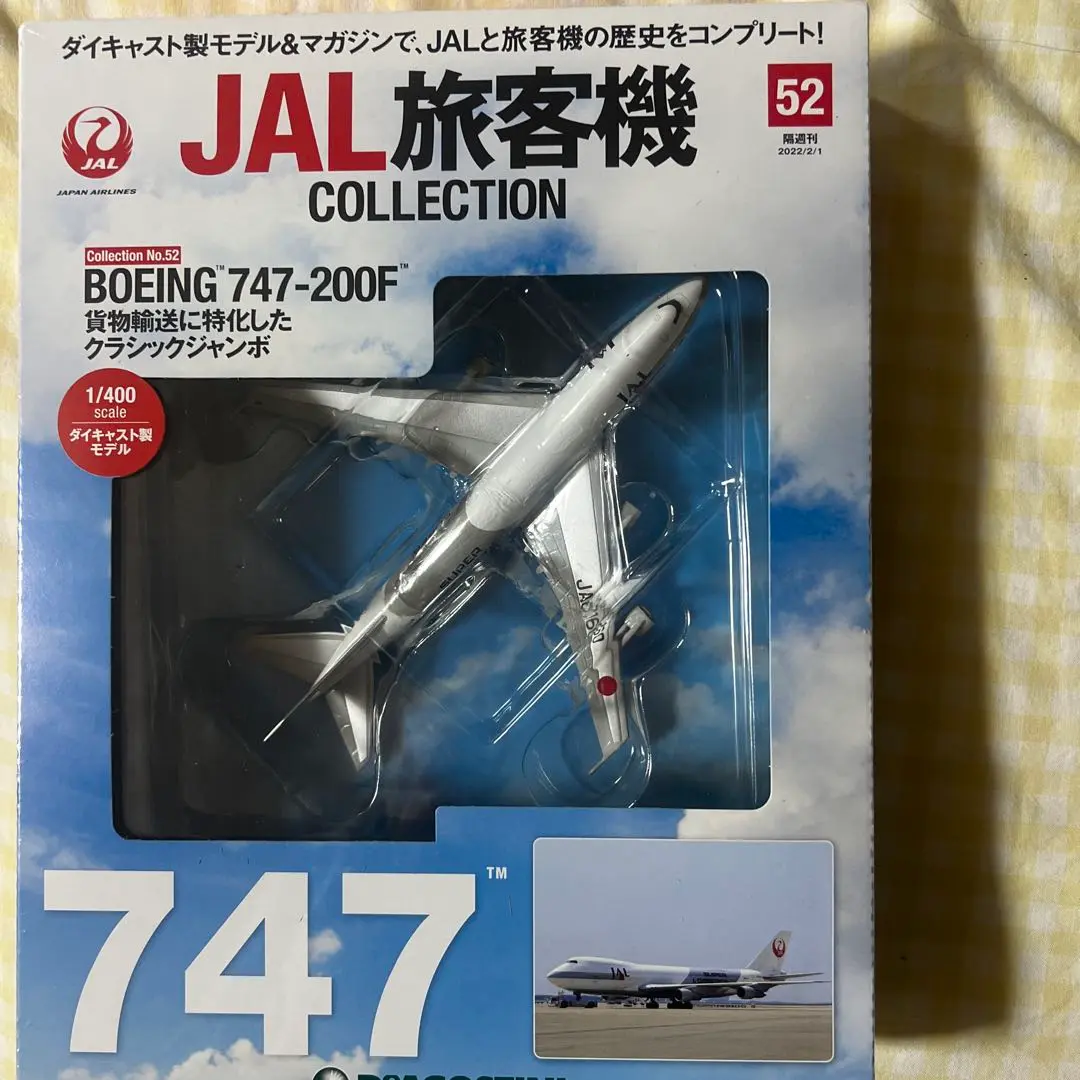 ダイキャスト製モデル&マガジンで、JALと旅客機の歴史をコンプリート!
JAL旅客機
COLLECTION
JAL
JAPAN AIRLINES
52
隔週刊
2022/2/1
Collection No.52
BOEING™ 747-200F™
貨物輸送に特化した
クラシックジャンボ
1/400
scale
ダイキャスト製
モデル
JAL
SUPER
747™
JAL
DeAGOSTINI